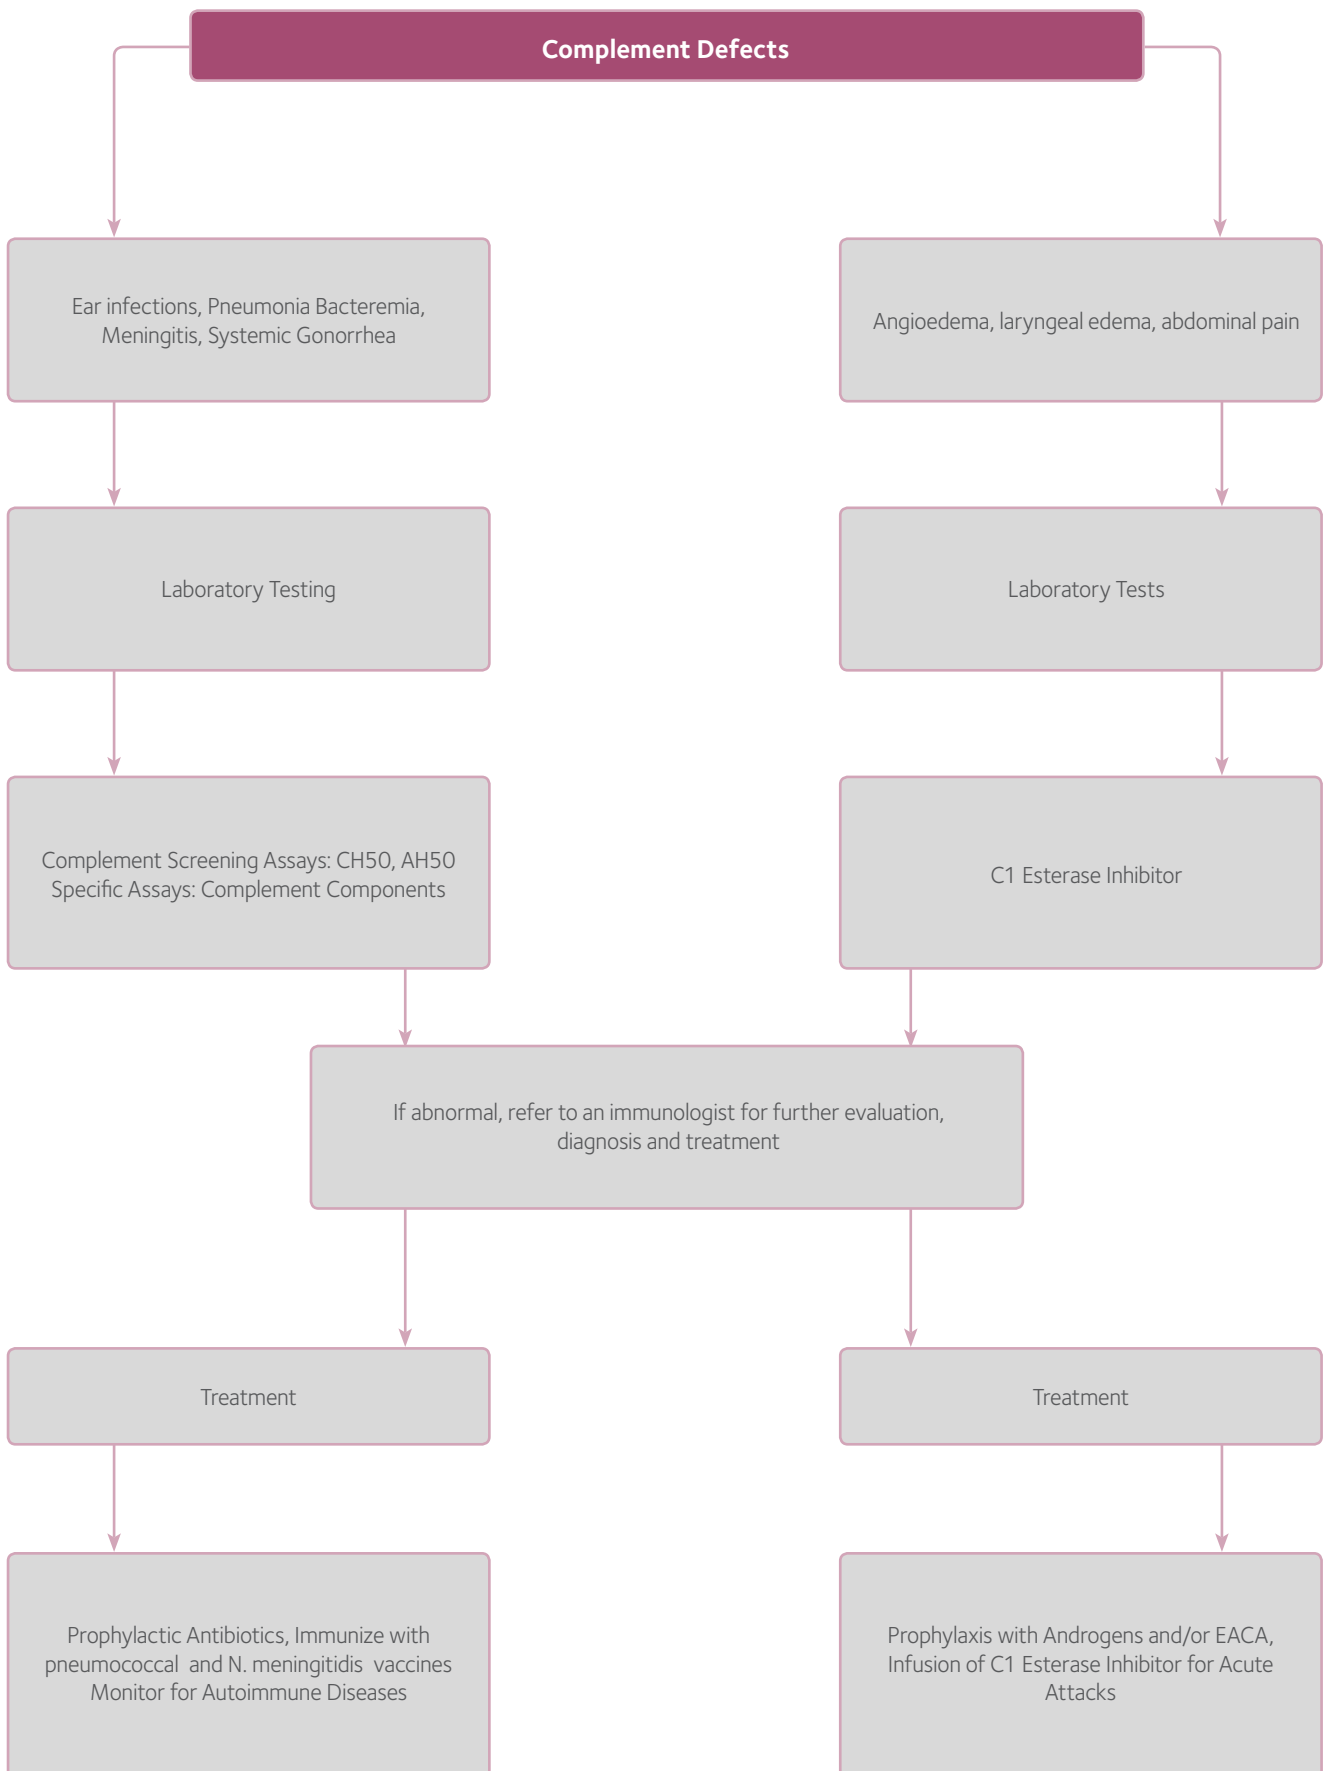 Complement Defects
Ear infections, Pneumonia Bacteremia,
Meningitis, Systemic Gonorrhea
Angioedema, laryngeal edema, abdominal pain
Laboratory Testing
Laboratory Tests
Complement Screening Assays: CH50, AH50
Specific Assays: Complement Components
C1 Esterase Inhibitor
If abnormal, refer to an immunologist for further evaluation,
diagnosis and treatment
Treatment
Treatment
Prophylactic Antibiotics, Immunize with
pneumococcal and N. meningitidis vaccines
Monitor for Autoimmune Diseases
Prophylaxis with Androgens and/or EACA,
Infusion of C1 Esterase Inhibitor for Acute
Attacks